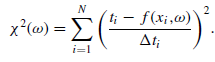 χ²(ω) = ∑_{i=1}^{N} ( (t_i − f(x_i,ω)) / Δt_i )².